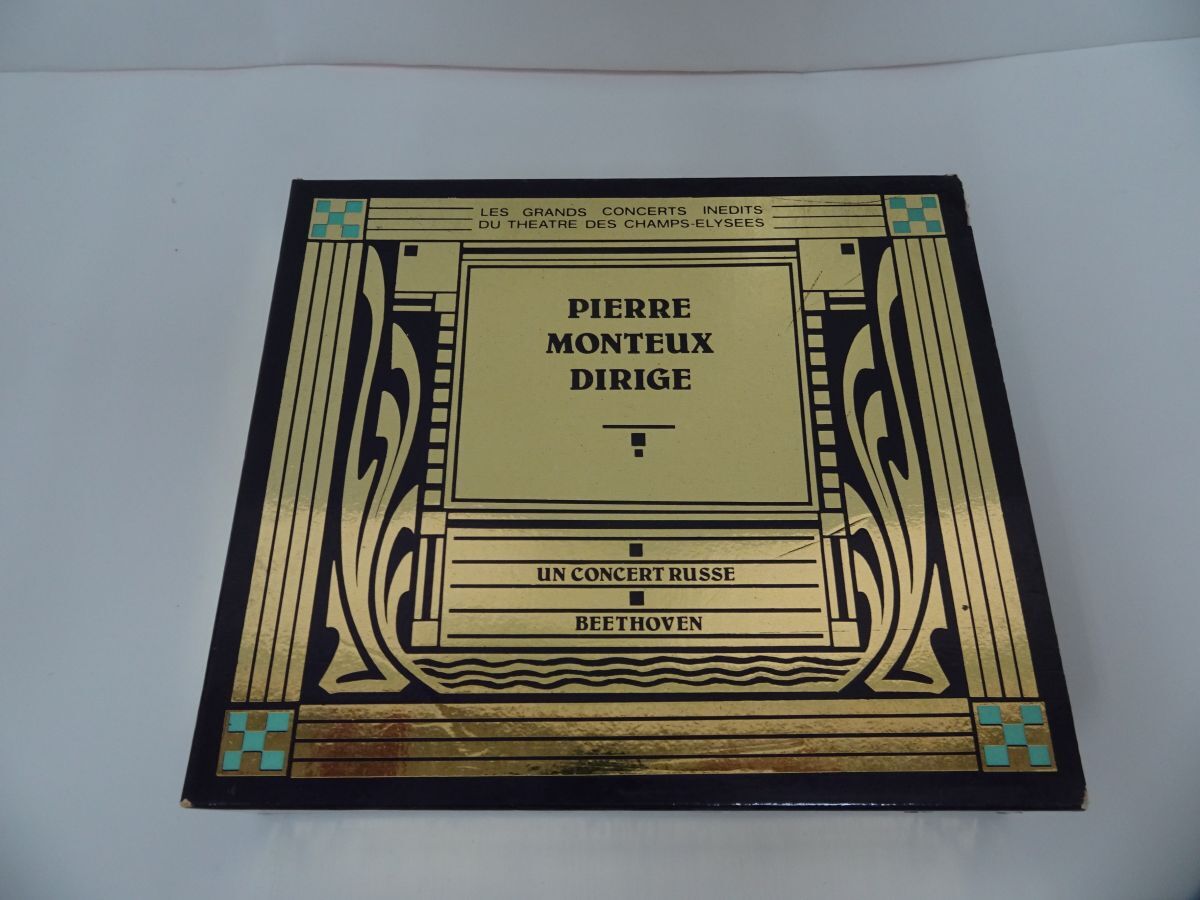 LES GRANDS CONCERTS INEDITS
DU THEATRE DES CHAMPS-ELYSEES
PIERRE
MONTEUX
DIRIGE
UN CONCERT RUSSE
BEETHOVEN